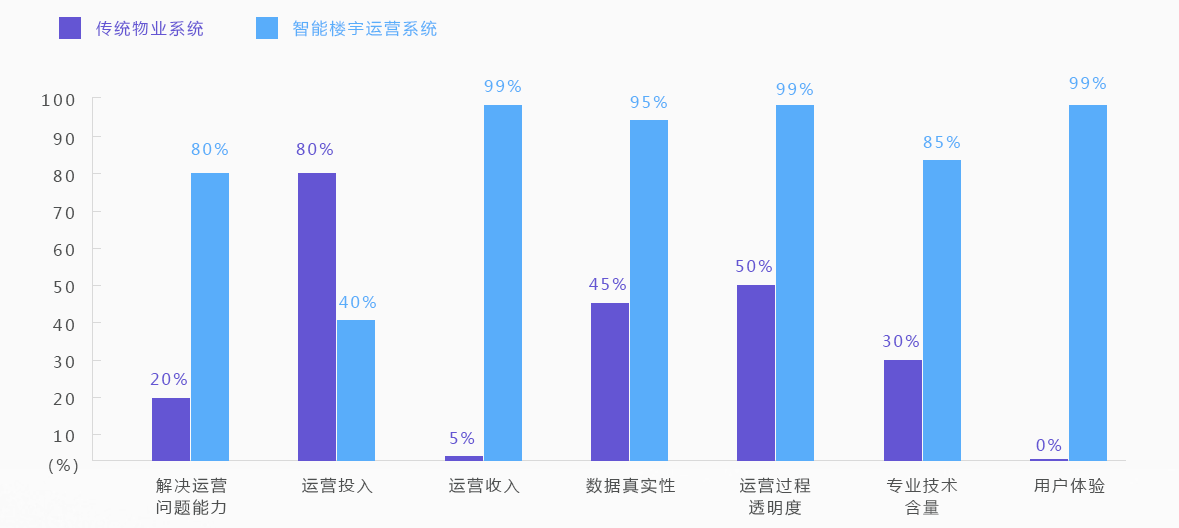 传统物业系统
智能楼宇运营系统
100
90
80
70
60
50
40
30
20
10
(%)
20%
80%
80%
40%
5%
99%
45%
95%
50%
99%
30%
85%
0%
99%
解决运营
问题能力
运营投入
运营收入
数据真实性
运营过程
透明度
专业技术
含量
用户体验